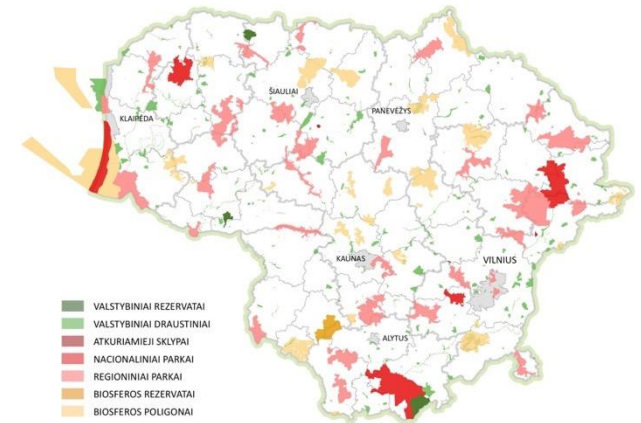 ŠIAULIAI
PANEVĖŽYS
KLAIPĖDA
KAUNAS
VILNIUS
ALYTUS
VALSTYBINIAI REZERVATAI
VALSTYBINIAI DRAUSTINIAI
ATKURIAMIEJI SKLYPAI
NACIONALINIAI PARKAI
REGIONINIAI PARKAI
BIOSFEROS REZERVATAI
BIOSFEROS POLIGONAI